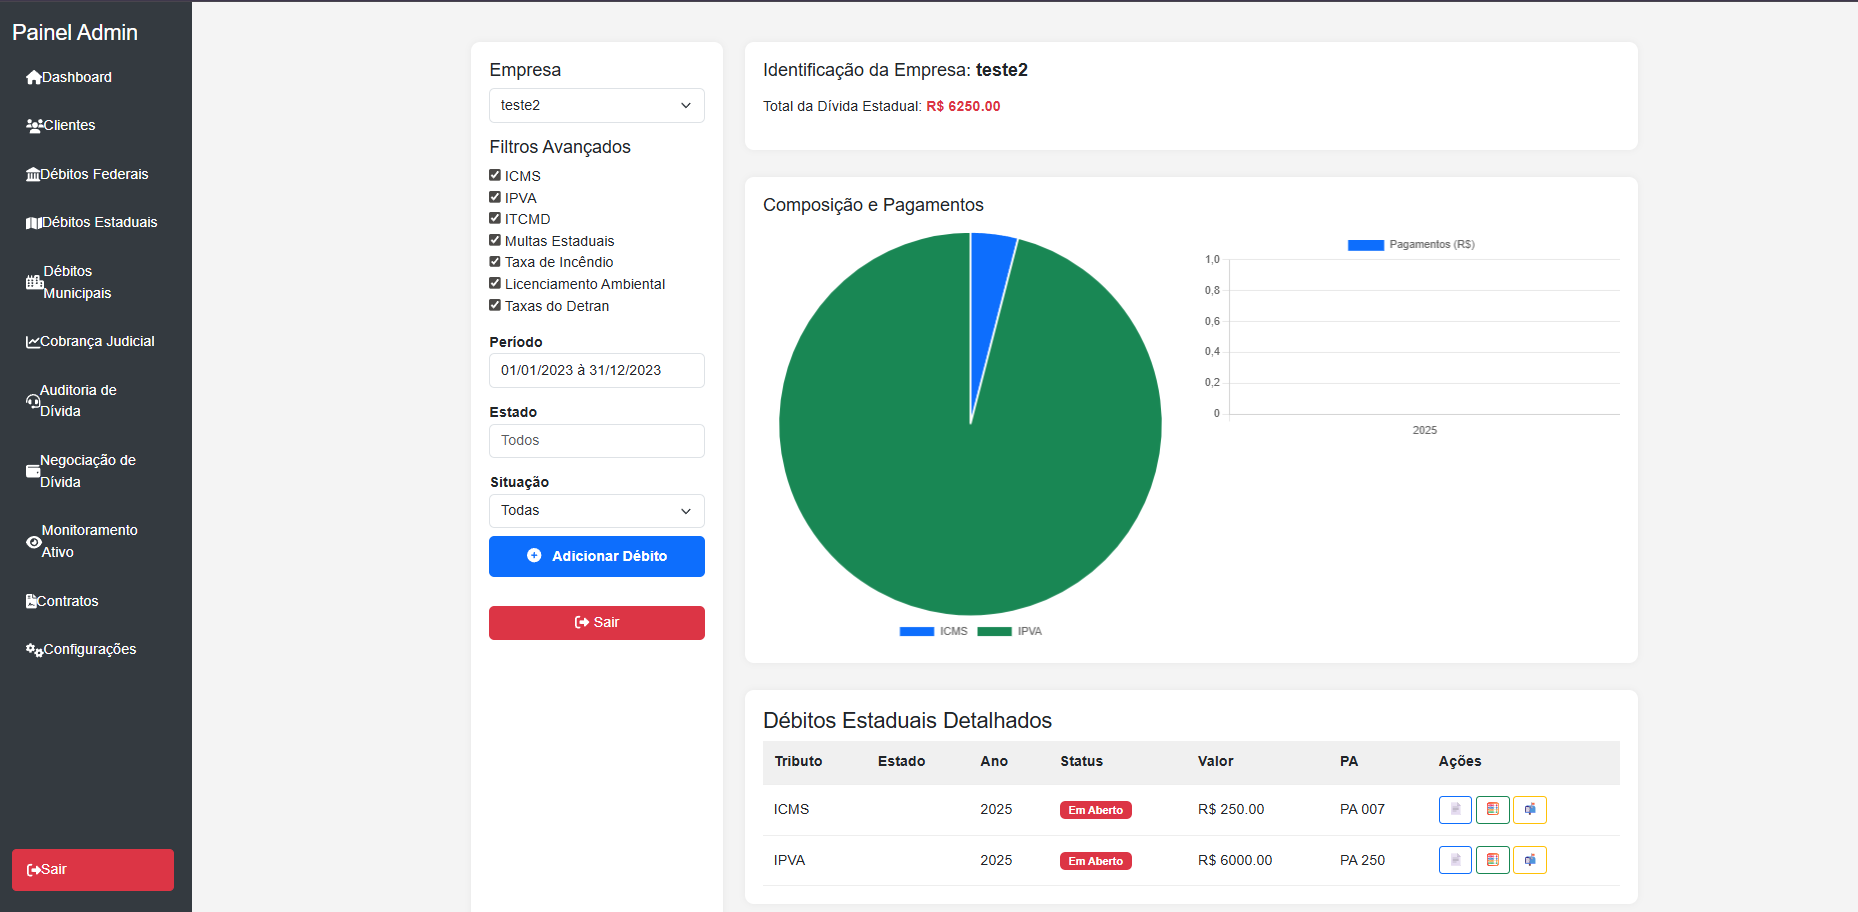 Painel Admin
Dashboard
Clientes
Débitos Federais
Débitos Estaduais
Débitos
Municipais
Cobrança Judicial
Auditoria de
Dívida
Negociação de
Dívida
Monitoramento
Ativo
Contratos
Configurações
Sair
Empresa
teste2
Filtros Avançados
ICMS
IPVA
ITCMD
Multas Estaduais
Taxa de Incêndio
Licenciamento Ambiental
Taxas do Detran
Período
01/01/2023 à 31/12/2023
Estado
Todos
Situação
Todas
Adicionar Débito
Sair
Identificação da Empresa: teste2
Total da Dívida Estadual: R$ 6250.00
Composição e Pagamentos
ICMS IPVA
Pagamentos (R$)
1,0
0,8
0,6
0,4
0,2
0
2025
Débitos Estaduais Detalhados
Tributo Estado Ano Status Valor PA Ações
ICMS 2025 Em Aberto R$ 250.00 PA 007
IPVA 2025 Em Aberto R$ 6000.00 PA 250